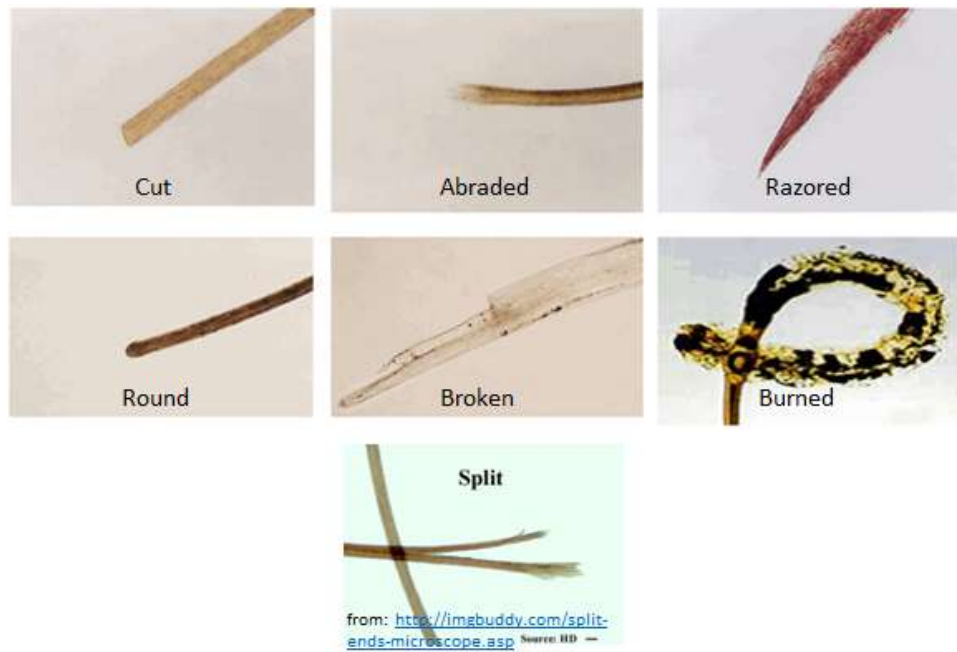 Cut
Abraded
Razored
Round
Broken
Burned
Split
from: http://imgbuddy.com/split-
ends-microscope.asp Source: HD